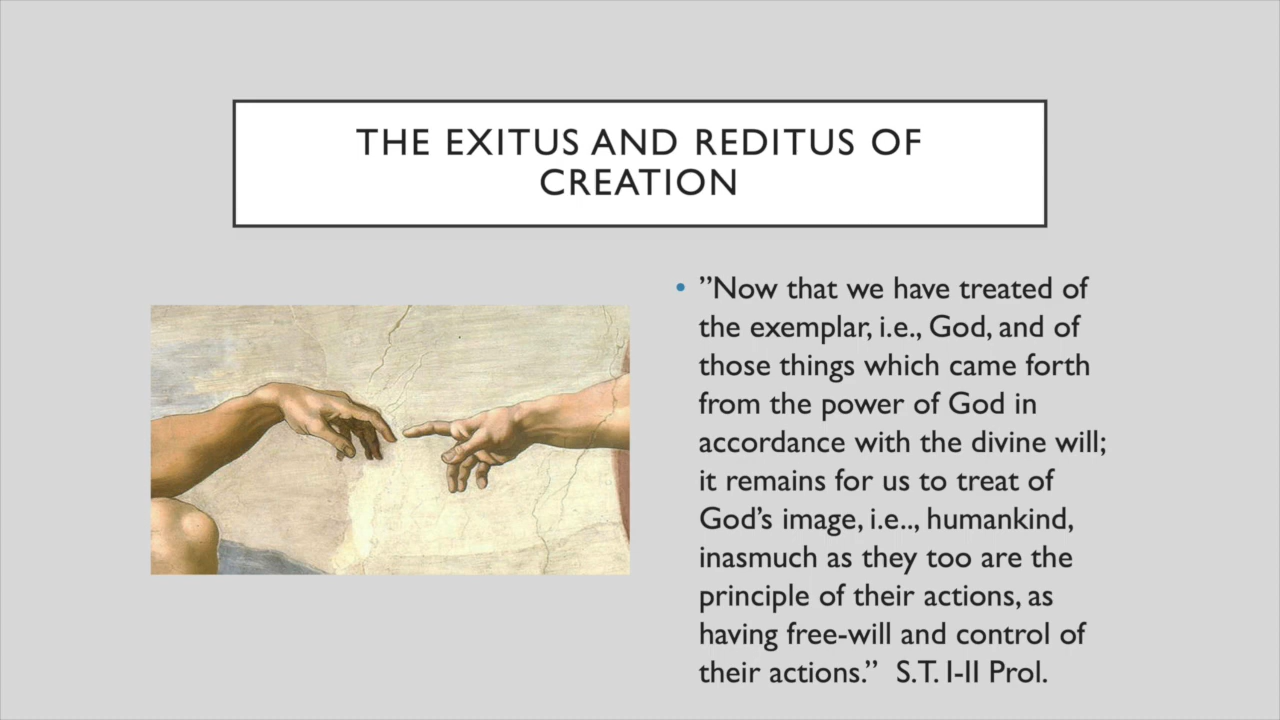 THE EXITUS AND REDITUS OF
CREATION
• ”Now that we have treated of
the exemplar, i.e., God, and of
those things which came forth
from the power of God in
accordance with the divine will;
it remains for us to treat of
God’s image, i.e.., humankind,
inasmuch as they too are the
principle of their actions, as
having free-will and control of
their actions.”  S.T. I-II Prol.